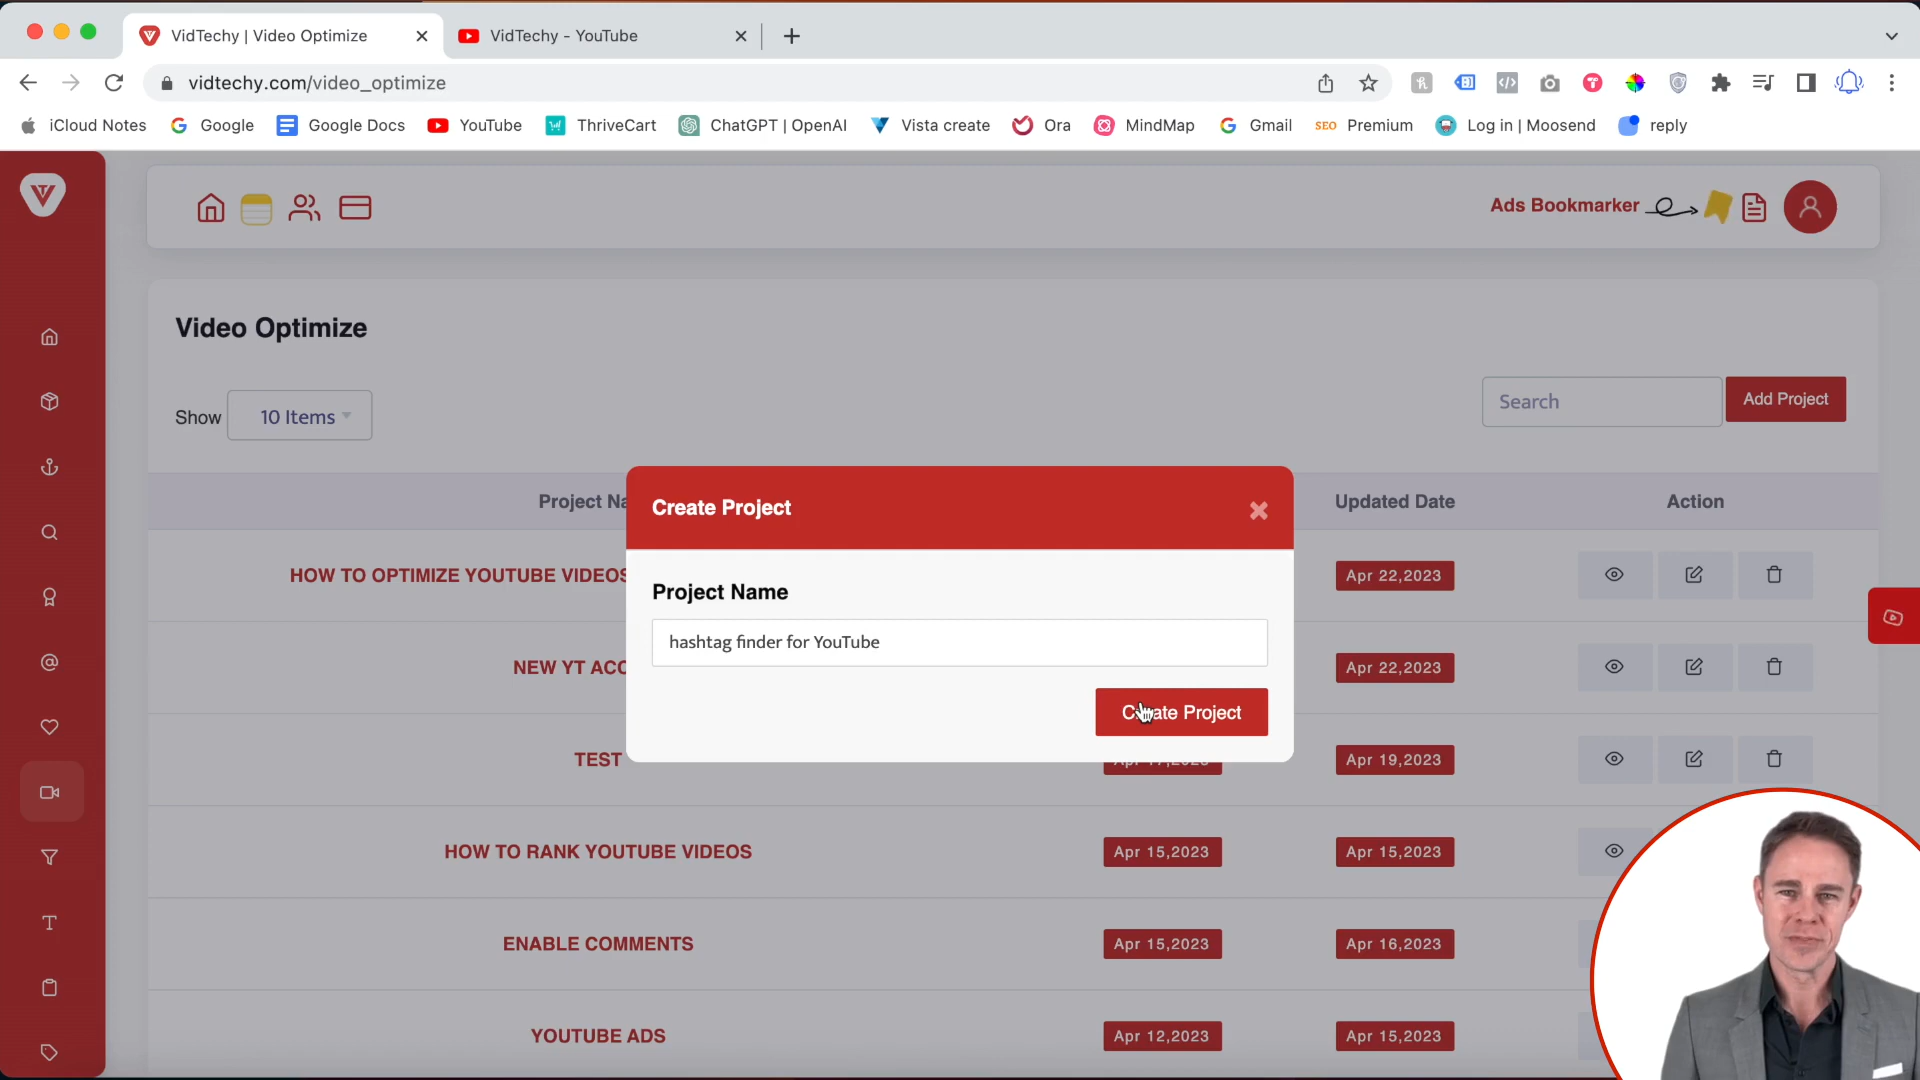 VidTechy | Video Optimize
VidTechy - YouTube
vidtechy.com/video_optimize
iCloud Notes
Google
Google Docs
YouTube
ThriveCart
ChatGPT | OpenAI
Vista create
Ora
MindMap
Gmail
SEO Premium
Log in | Moosend
reply
Ads Bookmarker
Video Optimize
Show 10 Items
Search
Add Project
Project Na
Updated Date
Action
Create Project
Project Name
hashtag finder for YouTube
Create Project
HOW TO OPTIMIZE YOUTUBE VIDEOS
Apr 22,2023
NEW YT ACC
Apr 22,2023
TEST
Apr 17,2023
Apr 19,2023
HOW TO RANK YOUTUBE VIDEOS
Apr 15,2023
Apr 15,2023
ENABLE COMMENTS
Apr 15,2023
Apr 16,2023
YOUTUBE ADS
Apr 12,2023
Apr 15,2023